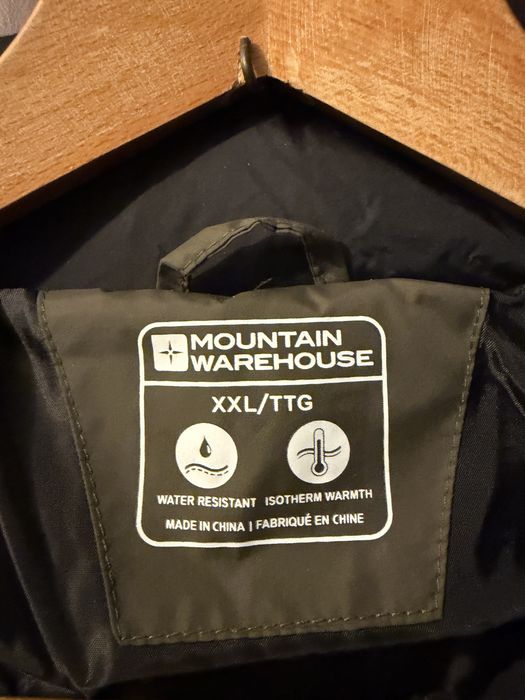 MOUNTAIN
WAREHOUSE
XXL/TTG
WATER RESISTANT ISOTHERM WARMTH
MADE IN CHINA | FABRIQUÉ EN CHINE